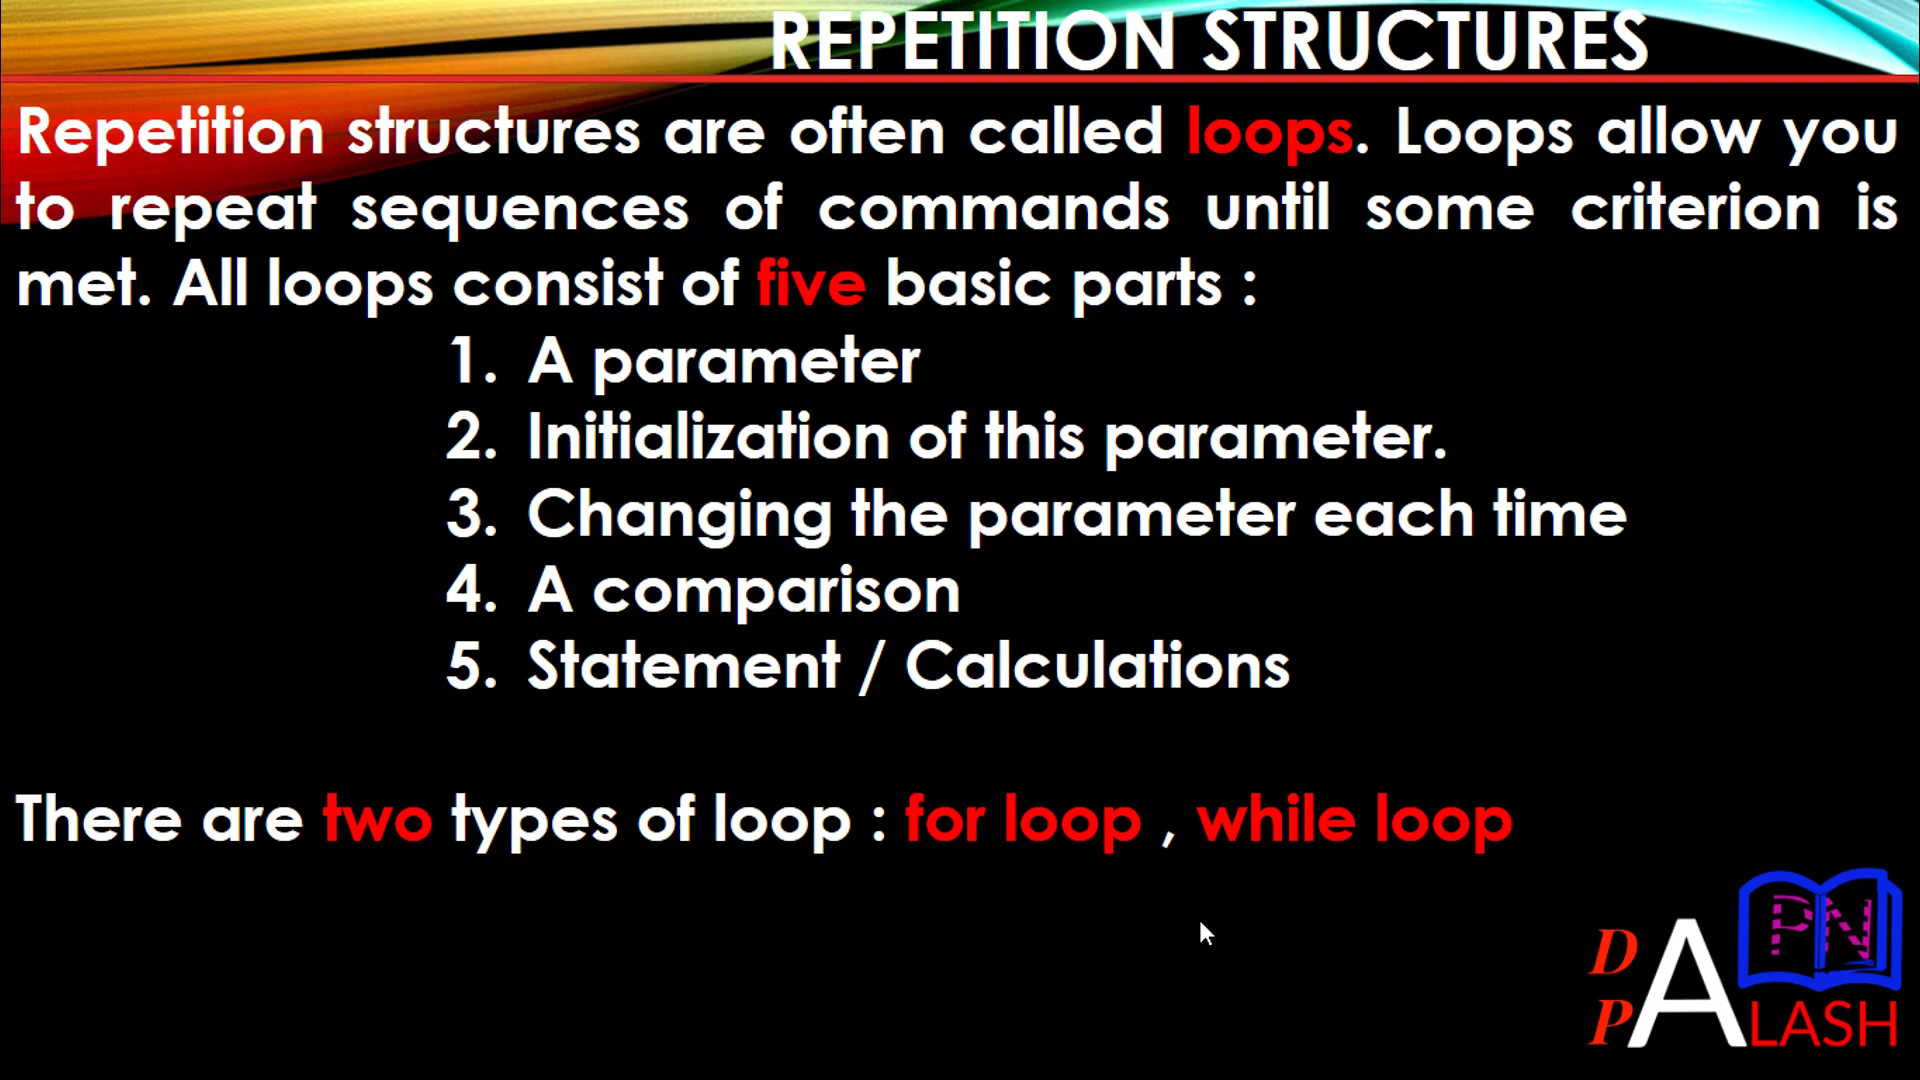 REPETITION STRUCTURES
Repetition structures are often called loops. Loops allow you
to repeat sequences of commands until some criterion is
met. All loops consist of five basic parts :
1. A parameter
2. Initialization of this parameter.
3. Changing the parameter each time
4. A comparison
5. Statement / Calculations
There are two types of loop : for loop , while loop
PN
D
P ALASH